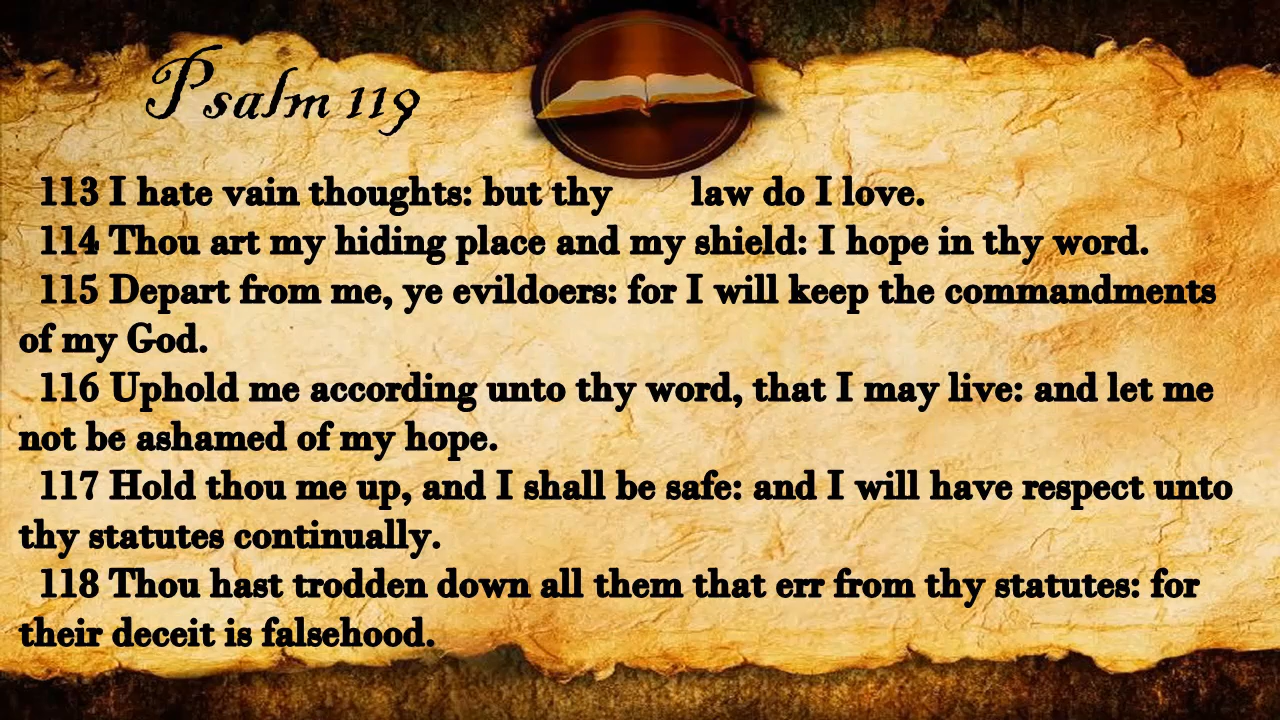 Psalm 119
113 I hate vain thoughts: but thy law do I love.
114 Thou art my hiding place and my shield: I hope in thy word.
115 Depart from me, ye evildoers: for I will keep the commandments
of my God.
116 Uphold me according unto thy word, that I may live: and let me
not be ashamed of my hope.
117 Hold thou me up, and I shall be safe: and I will have respect unto
thy statutes continually.
118 Thou hast trodden down all them that err from thy statutes: for
their deceit is falsehood.